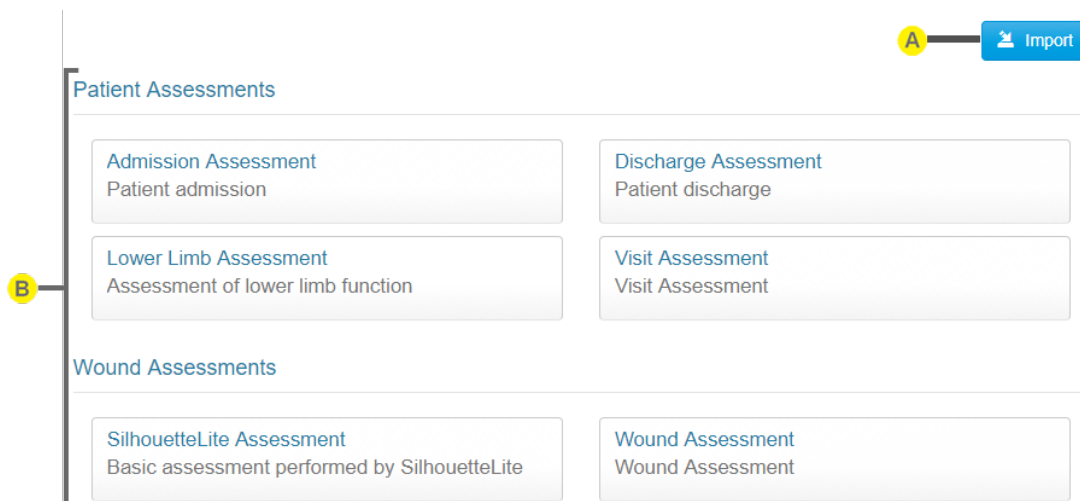 A
Import
Patient Assessments
Admission Assessment
Patient admission
Discharge Assessment
Patient discharge
Lower Limb Assessment
Assessment of lower limb function
Visit Assessment
Visit Assessment
B
Wound Assessments
SilhouetteLite Assessment
Basic assessment performed by SilhouetteLite
Wound Assessment
Wound Assessment